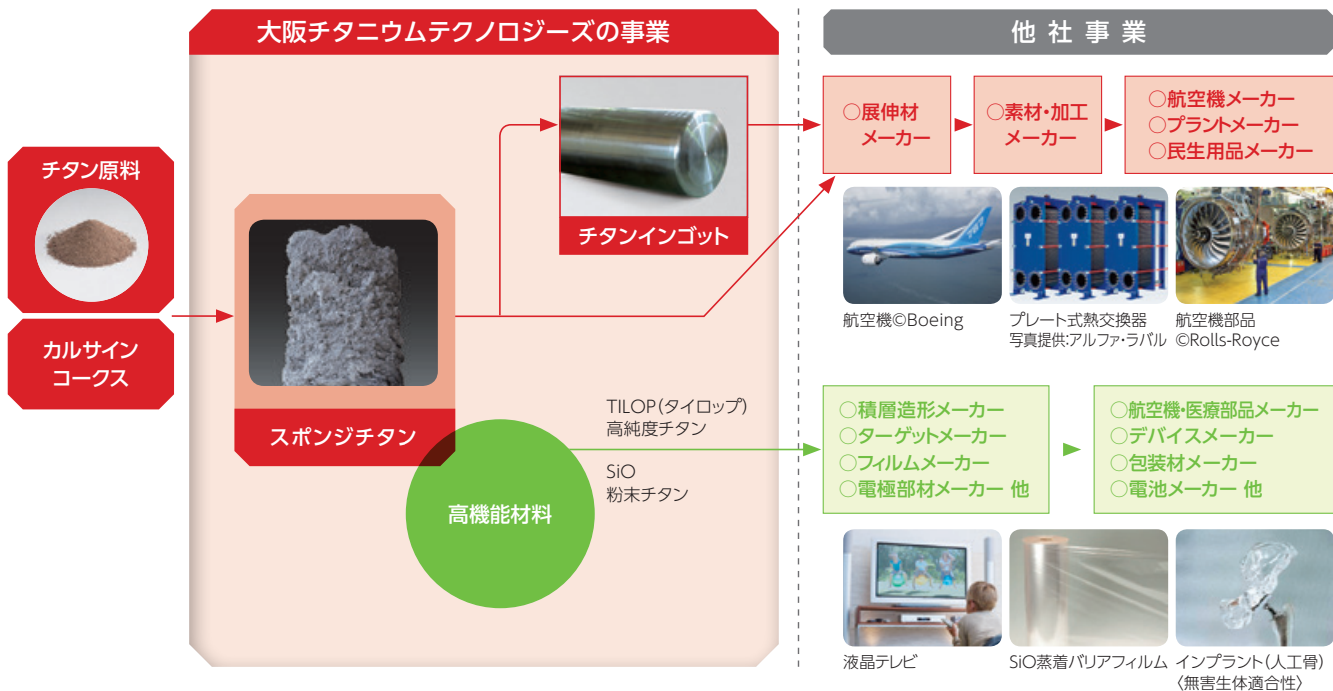 大阪チタニウムテクノロジーズの事業
他社事業
チタン原料
カルサイン
コークス
スポンジチタン
チタンインゴット
高機能材料
TILOP(タイロップ)
高純度チタン
SiO
粉末チタン
○展伸材
メーカー
○素材・加工
メーカー
○航空機メーカー
○プラントメーカー
○民生用品メーカー
航空機©Boeing
プレート式熱交換器
写真提供:アルファ・ラバル
航空機部品
©Rolls-Royce
○積層造形メーカー
○ターゲットメーカー
○フィルムメーカー
○電極部材メーカー 他
○航空機・医療部品メーカー
○デバイスメーカー
○包装材メーカー
○電池メーカー 他
液晶テレビ
SiO蒸着バリアフィルム
インプラント(人工骨)
〈無害生体適合性〉